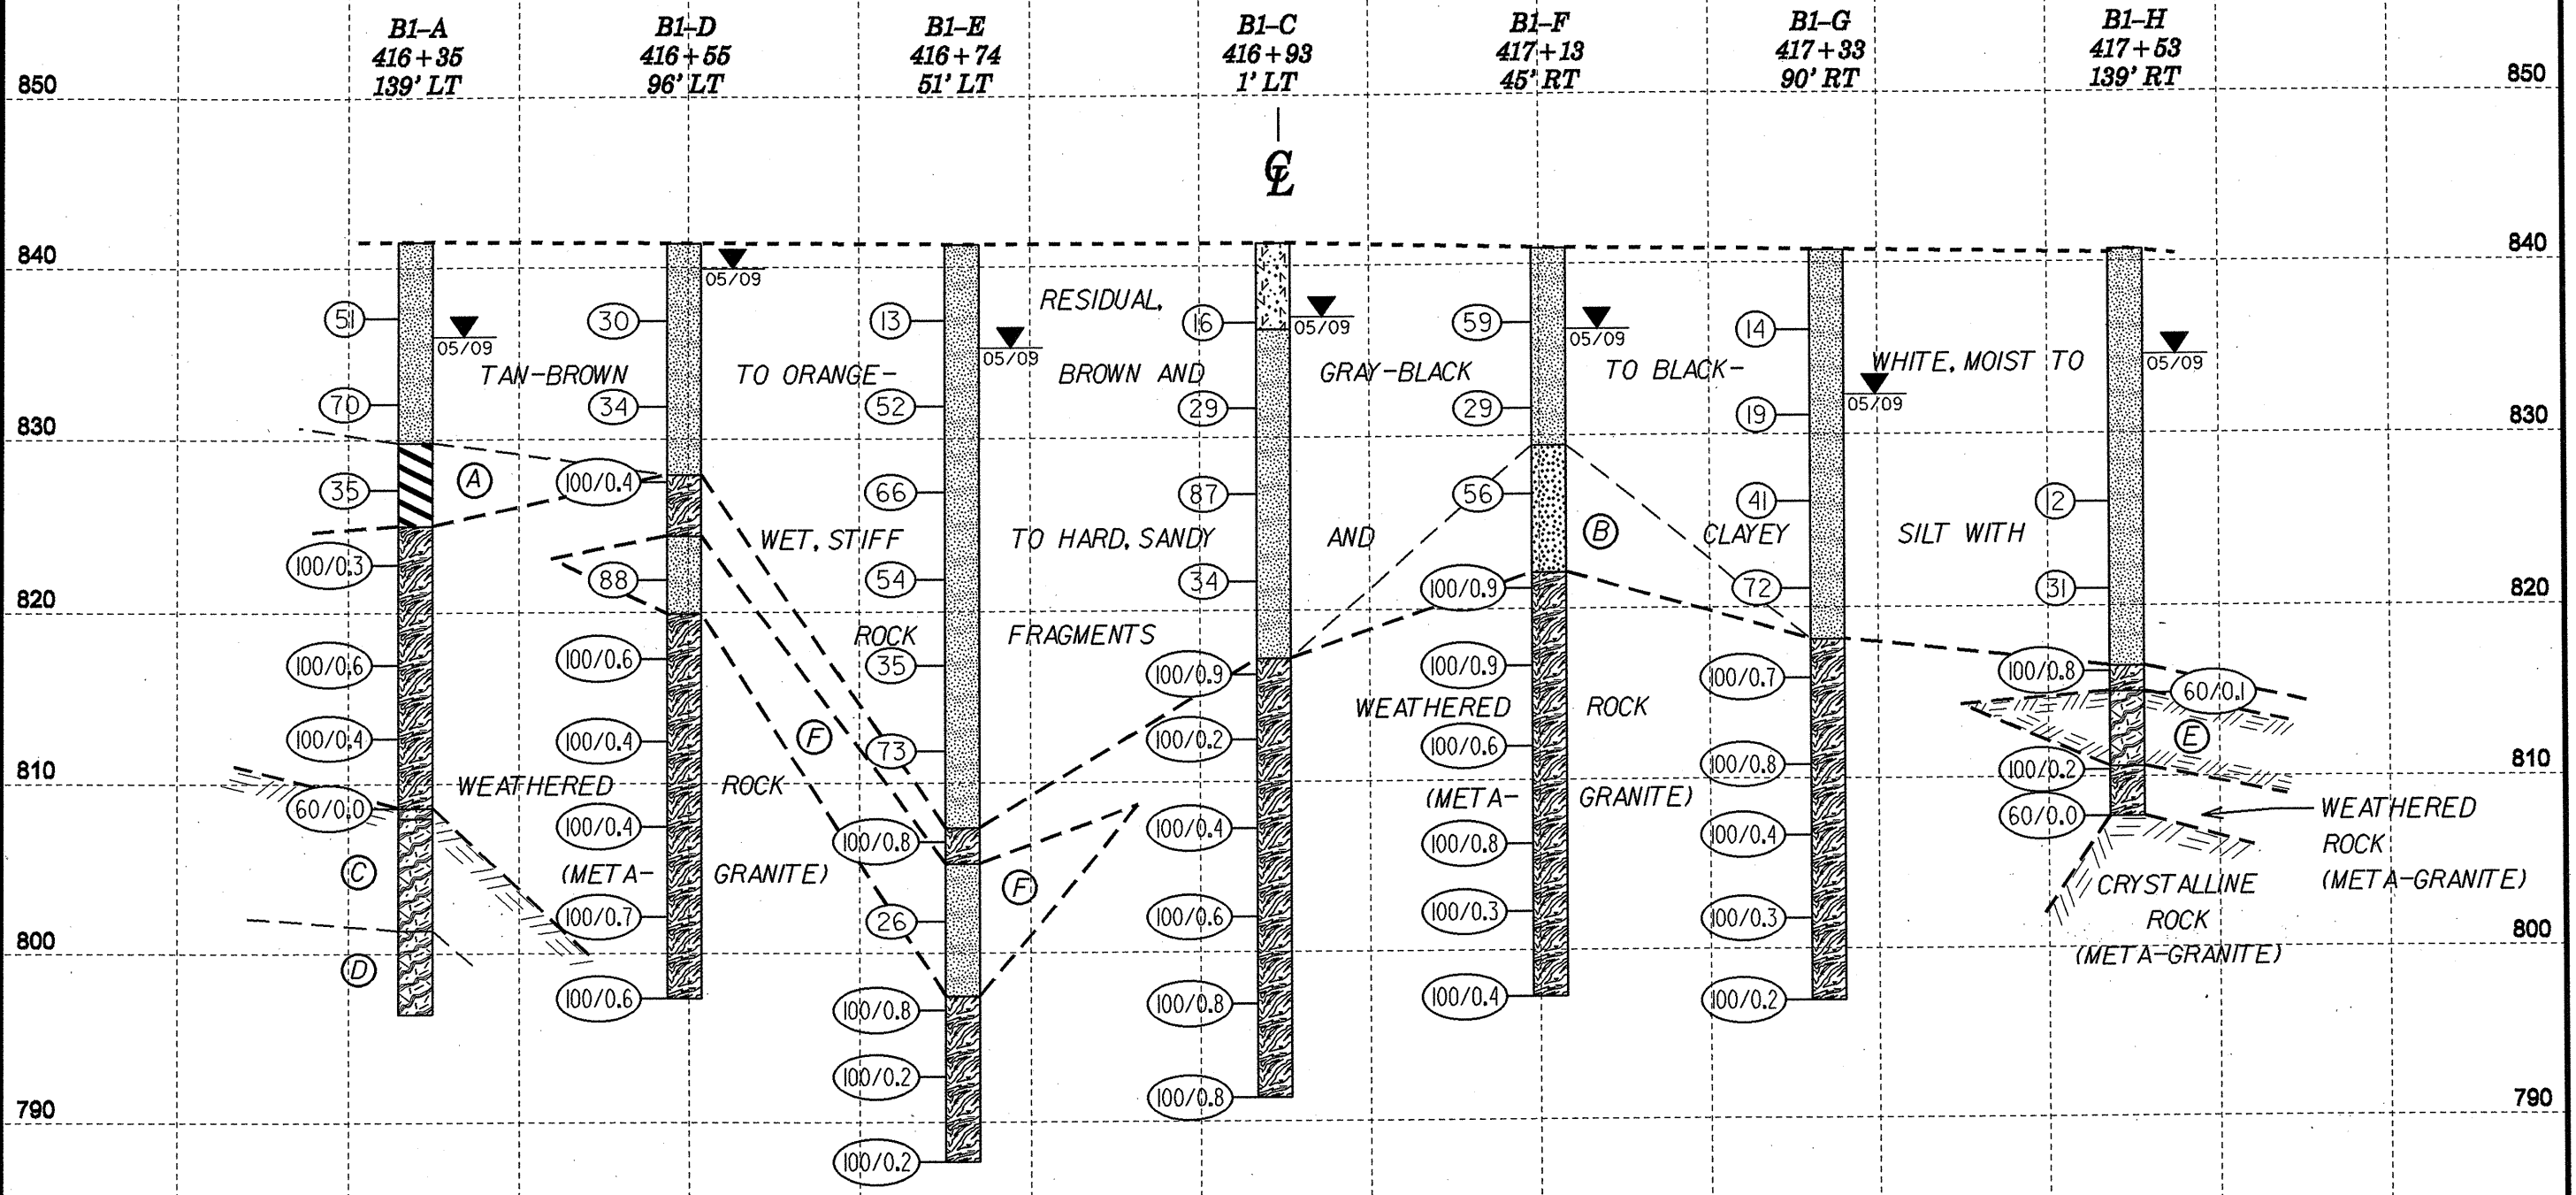 B1-A
416+35
139' LT
B1-D
416+55
96' LT
B1-E
416+74
51' LT
B1-C
416+93
1' LT
B1-F
417+13
45' RT
B1-G
417+33
90' RT
B1-H
417+53
139' RT
850 850
CL
840 840
05/09
51 30 13 RESIDUAL, 16 05/09 59 14
05/09 05/09 05/09 05/09
TAN-BROWN TO ORANGE- BROWN AND GRAY-BLACK TO BLACK- WHITE, MOIST TO
70 34 52 29 29 05/09 19
830 830
35 A 100/0.4 66 87 56 41 12
WET, STIFF TO HARD, SANDY AND B CLAYEY SILT WITH
100/0.3 88 54 34 100/0.9 72 31
820 820
ROCK FRAGMENTS
100/0.6 100/0.6 35 100/0.9 100/0.9 100/0.7 100/0.8 60/0.1
WEATHERED ROCK
100/0.4 100/0.4 F 73 100/0.2 100/0.6 E
810 100/0.8 100/0.2 810
WEATHERED ROCK (META- GRANITE)
60/0.0 100/0.4 100/0.8 100/0.4 100/0.8 100/0.4 60/0.0 WEATHERED
ROCK
(META-GRANITE)
C (META- GRANITE) F CRYSTALLINE
ROCK
(META-GRANITE)
100/0.7 26 100/0.6 100/0.3 100/0.3
800 800
D
100/0.6 100/0.8 100/0.8 100/0.4 100/0.2
100/0.2 100/0.8
790 790
100/0.2